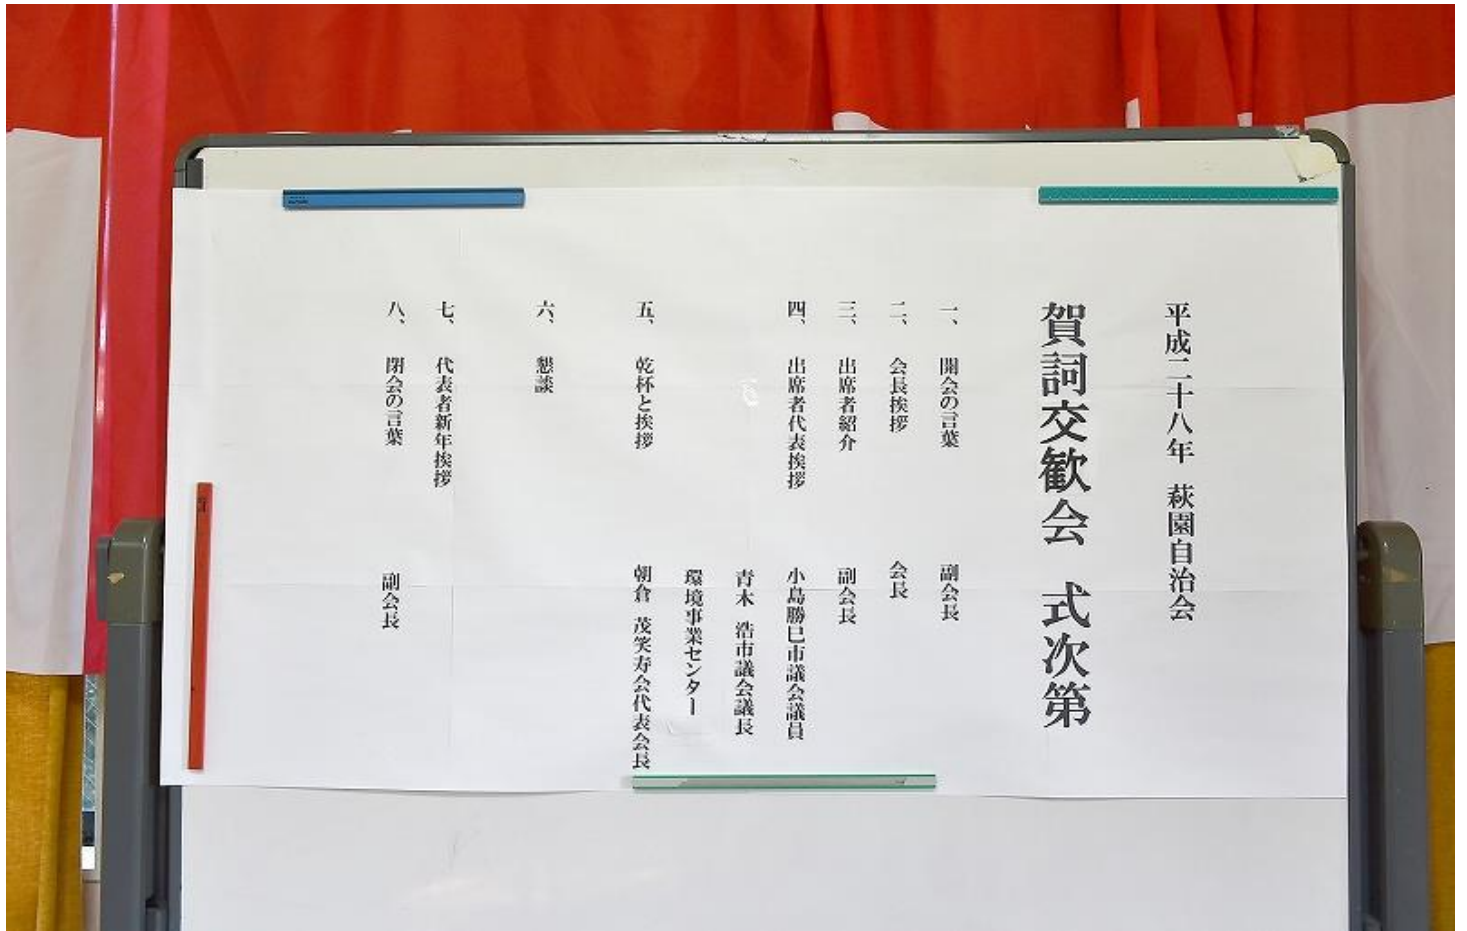 平成二十八年　萩園自治会
賀詞交歓会　式次第
一、　開会の言葉　副会長
二、　会長挨拶　会長
三、　出席者紹介　副会長
四、　出席者代表挨拶　小島勝巳市議会議員
青木　浩市議会議長
環境事業センター
五、　乾杯と挨拶　朝倉　茂笑寿会代表会長
六、　懇談
七、　代表者新年挨拶
八、　閉会の言葉　副会長